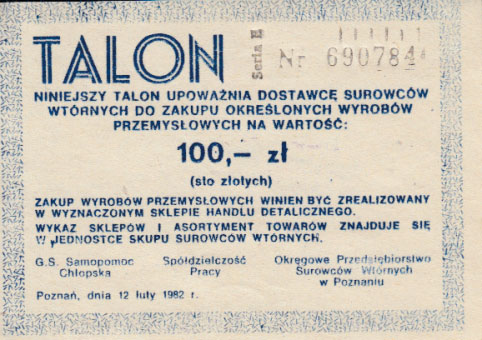 TALON
Seria E
Nr 690784
NINIEJSZY TALON UPOWAŻNIA DOSTAWCĘ SUROWCÓW
WTÓRNYCH DO ZAKUPU OKREŚLONYCH WYROBÓW
PRZEMYSŁOWYCH NA WARTOŚĆ:
100,– zł
(sto złotych)
ZAKUP WYROBÓW PRZEMYSŁOWYCH WINIEN BYĆ ZREALIZOWANY
W WYZNACZONYM SKLEPIE HANDLU DETALICZNEGO.
WYKAZ SKLEPÓW I ASORTYMENT TOWARÓW ZNAJDUJE SIĘ
W JEDNOSTCE SKUPU SUROWCÓW WTÓRNYCH.
G.S. Samopomoc Spółdzielczość Okręgowe Przedsiębiorstwo
Chłopska Pracy Surowców Wtórnych
w Poznaniu
Poznań, dnia 12 luty 1982 r.